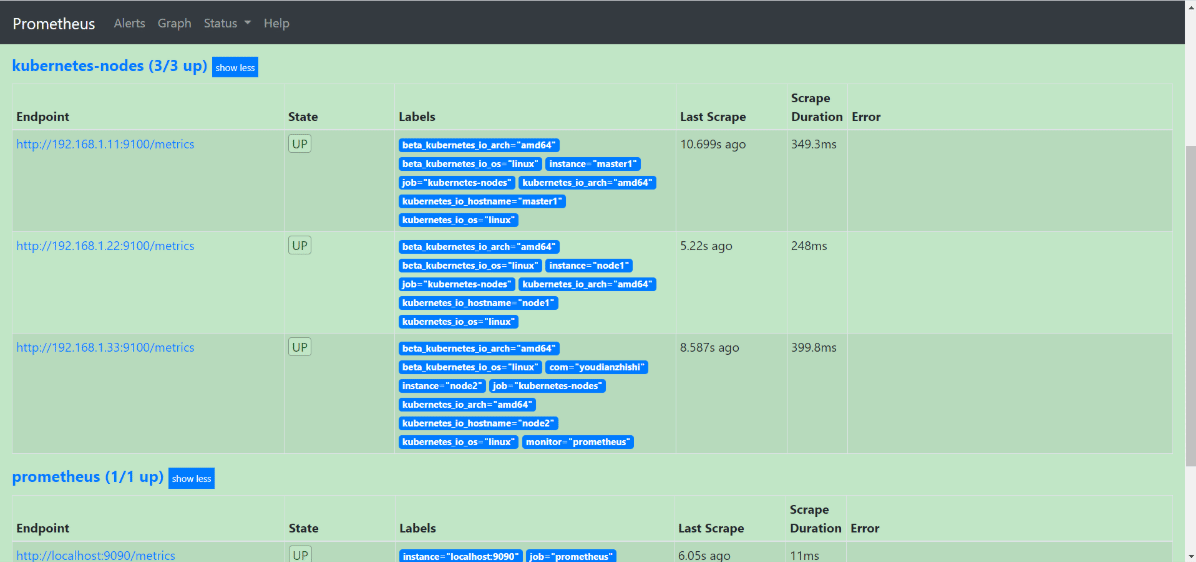 Prometheus Alerts Graph Status Help
kubernetes-nodes (3/3 up) show less
Endpoint State Labels Last Scrape Scrape Duration Error
http://192.168.1.11:9100/metrics UP beta_kubernetes_io_arch="amd64" 10.699s ago 349.3ms
beta_kubernetes_io_os="linux" instance="master1"
job="kubernetes-nodes" kubernetes_io_arch="amd64"
kubernetes_io_hostname="master1"
kubernetes_io_os="linux"
http://192.168.1.22:9100/metrics UP beta_kubernetes_io_arch="amd64" 5.22s ago 248ms
beta_kubernetes_io_os="linux" instance="node1"
job="kubernetes-nodes" kubernetes_io_arch="amd64"
kubernetes_io_hostname="node1"
kubernetes_io_os="linux"
http://192.168.1.33:9100/metrics UP beta_kubernetes_io_arch="amd64" 8.587s ago 399.8ms
beta_kubernetes_io_os="linux" com="youdianzhishi"
instance="node2" job="kubernetes-nodes"
kubernetes_io_arch="amd64"
kubernetes_io_hostname="node2"
kubernetes_io_os="linux" monitor="prometheus"
prometheus (1/1 up) show less
Endpoint State Labels Last Scrape Scrape Duration Error
http://localhost:9090/metrics UP instance="localhost:9090" job="prometheus" 6.05s ago 11ms